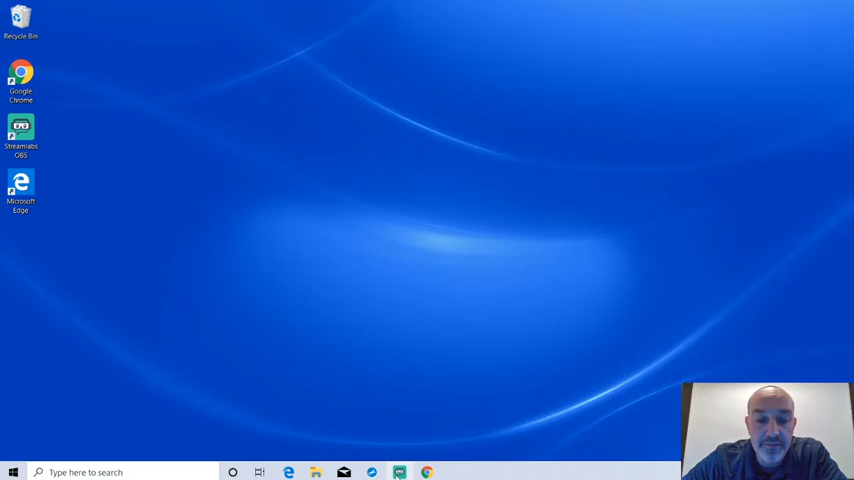 Recycle Bin
Google
Chrome
Streamlabs
OBS
Microsoft
Edge
Type here to search